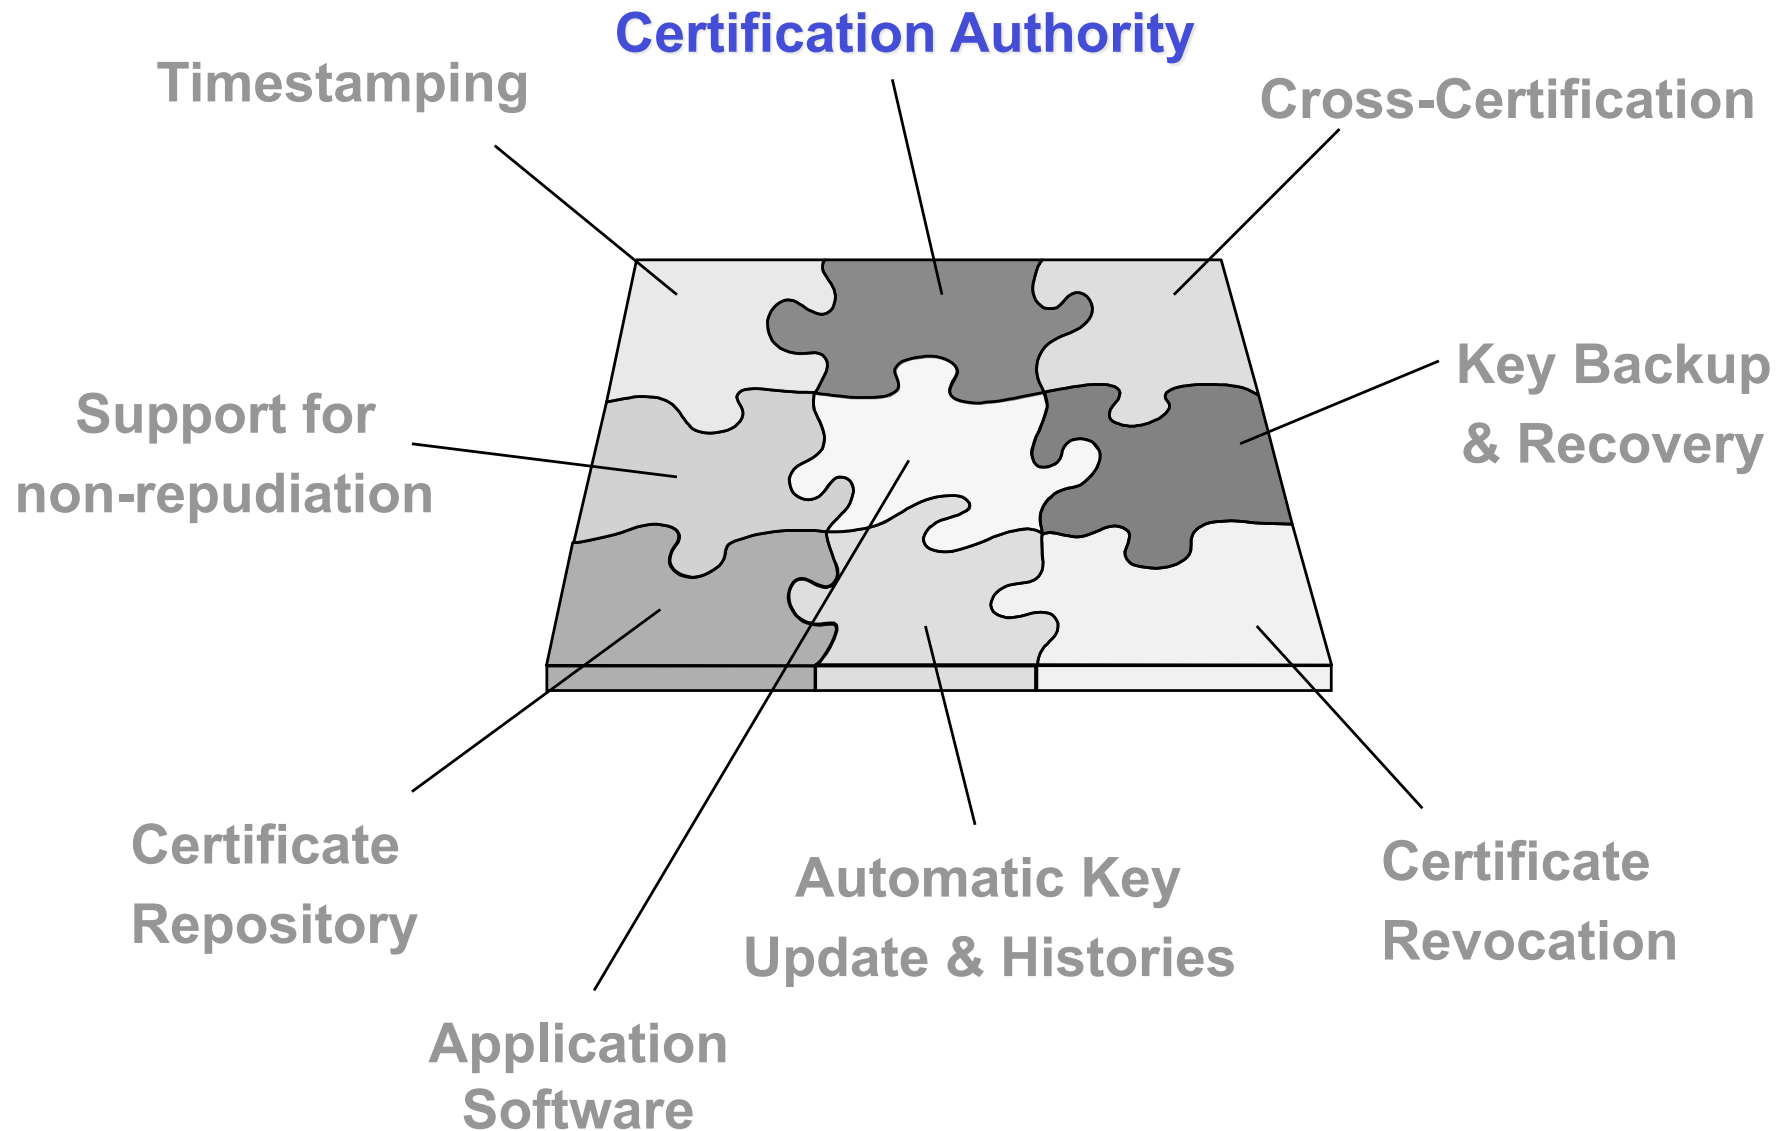 Certification Authority
Timestamping
Cross-Certification
Key Backup
& Recovery
Support for
non-repudiation
Certificate
Repository
Automatic Key
Update & Histories
Certificate
Revocation
Application
Software